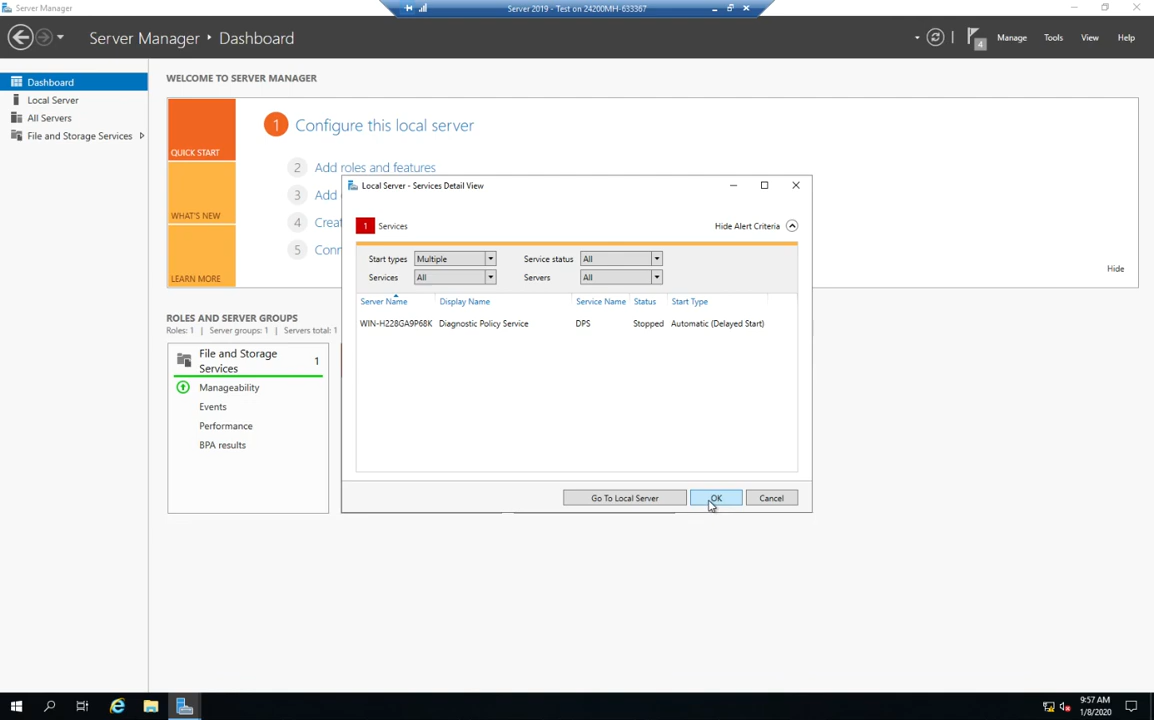 Server Manager
Server 2019 - Test on 24200MH-633367
Server Manager • Dashboard
4
Manage
Tools
View
Help
Dashboard
Local Server
All Servers
File and Storage Services
WELCOME TO SERVER MANAGER
QUICK START
WHAT'S NEW
LEARN MORE
1 Configure this local server
2 Add roles and features
3 Add
4 Creat
5 Conn
Hide
Local Server - Services Detail View
1 Services
Hide Alert Criteria
Start types Multiple
Service status All
Services All
Servers All
Server Name Display Name Service Name Status Start Type
WIN-H228GA9P68K Diagnostic Policy Service DPS Stopped Automatic (Delayed Start)
Go To Local Server
OK
Cancel
ROLES AND SERVER GROUPS
Roles: 1 | Server groups: 1 | Servers total: 1
File and Storage
Services
1
Manageability
Events
Performance
BPA results
9:57 AM
1/8/2020